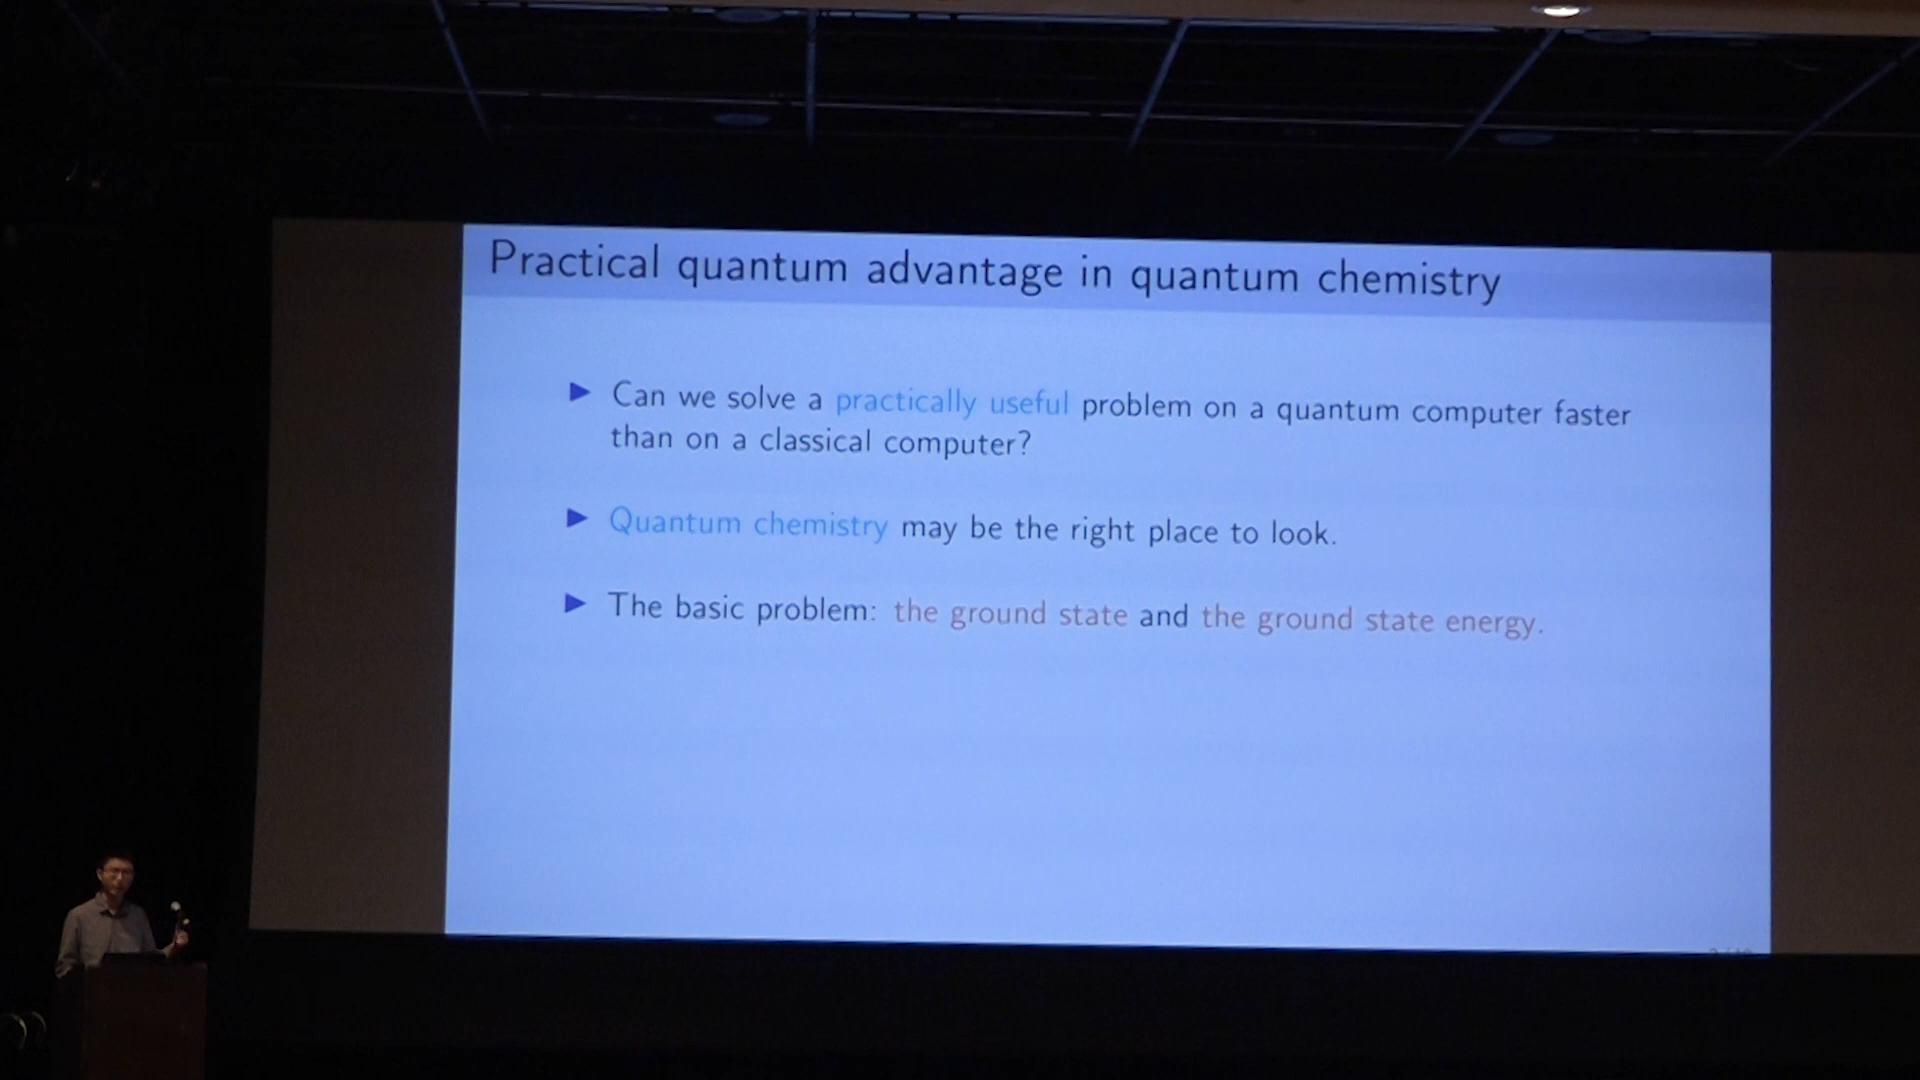 Practical quantum advantage in quantum chemistry
Can we solve a practically useful problem on a quantum computer faster
than on a classical computer?
Quantum chemistry may be the right place to look.
The basic problem: the ground state and the ground state energy.